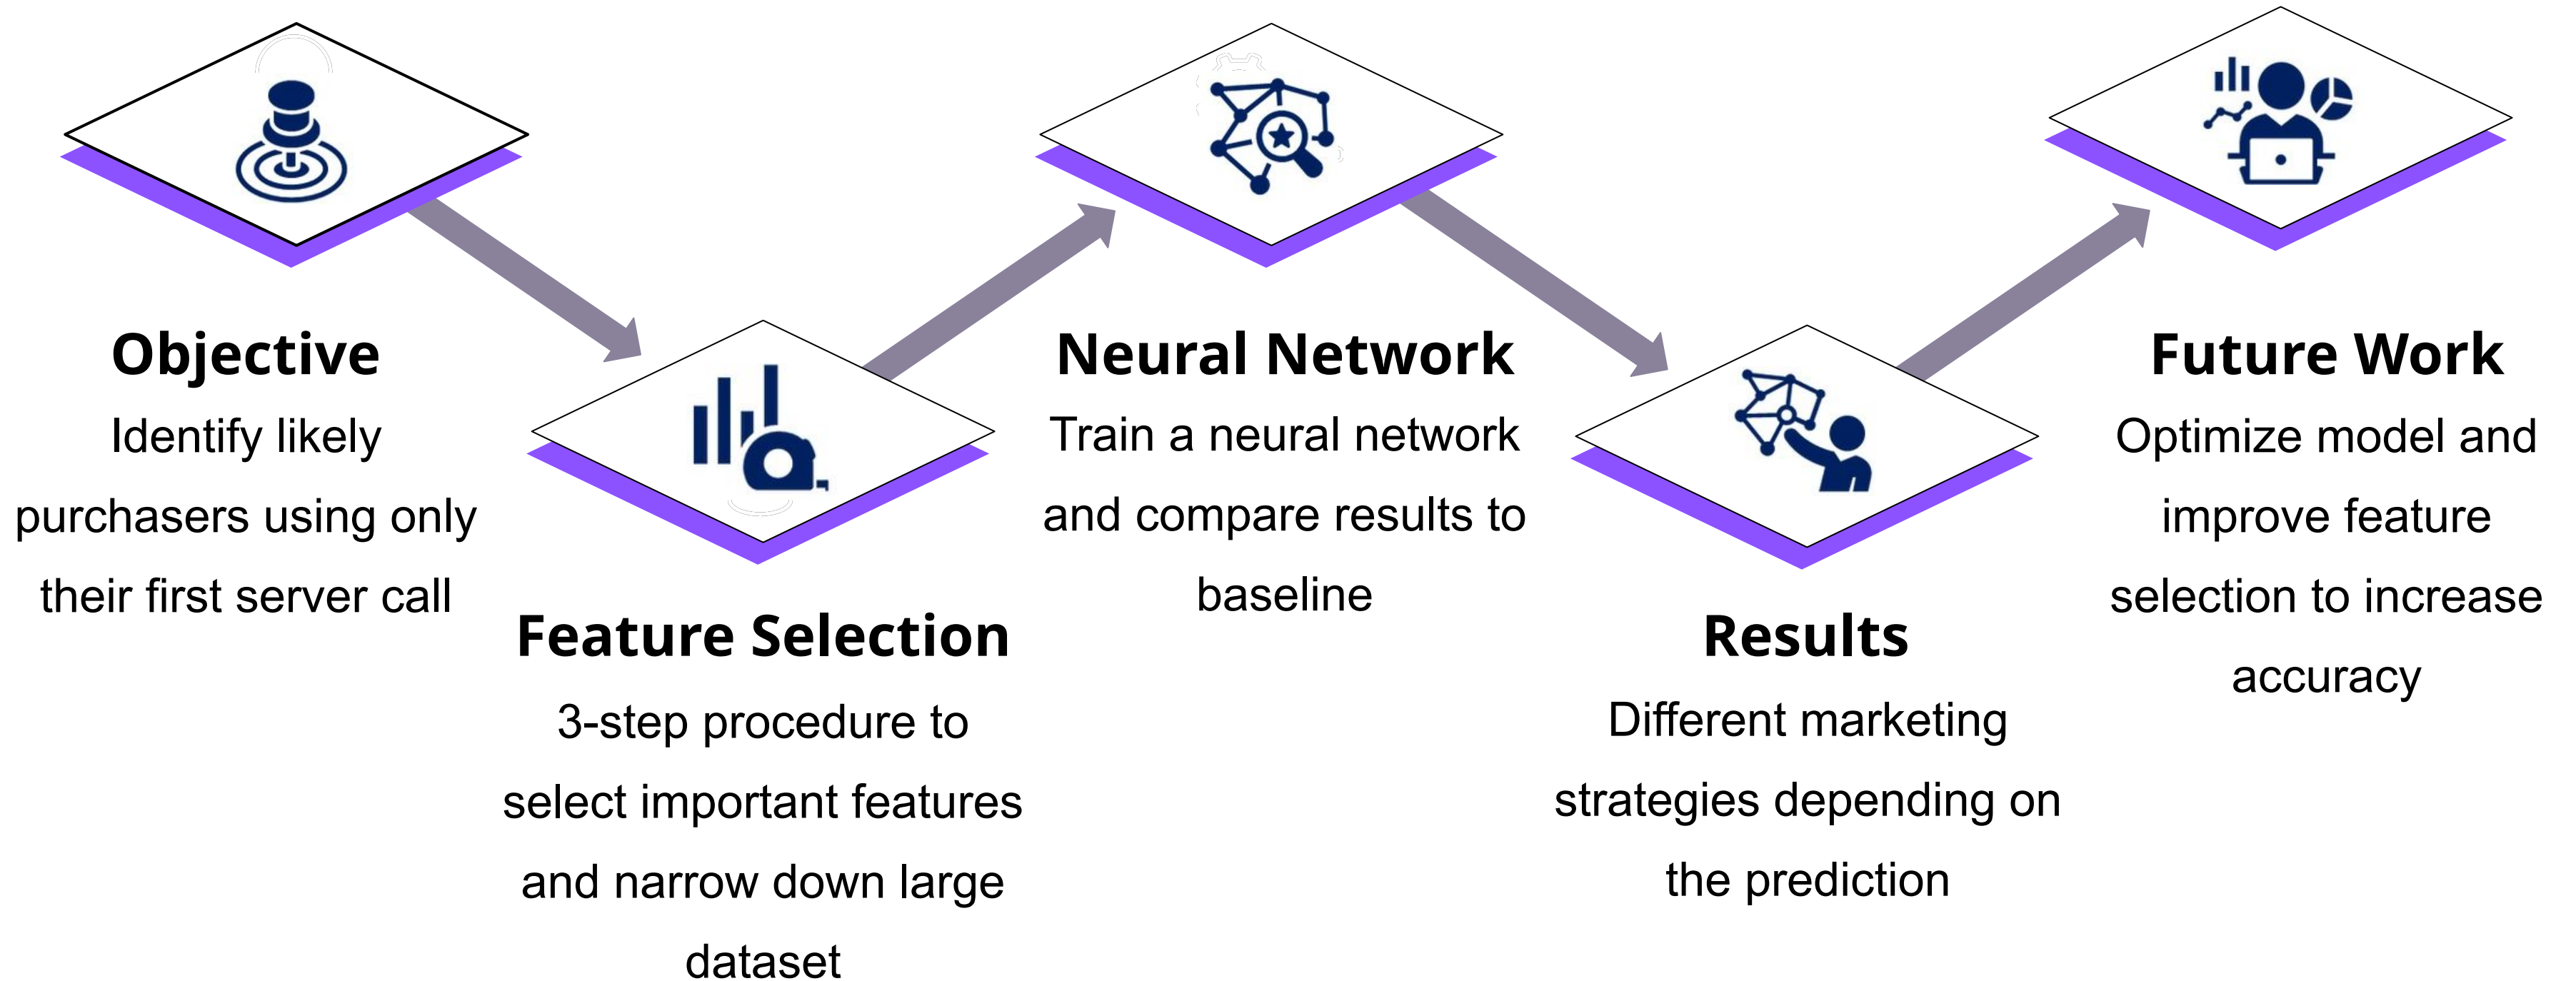 Objective
Identify likely
purchasers using only
their first server call
Feature Selection
3-step procedure to
select important features
and narrow down large
dataset
Neural Network
Train a neural network
and compare results to
baseline
Results
Different marketing
strategies depending on
the prediction
Future Work
Optimize model and
improve feature
selection to increase
accuracy